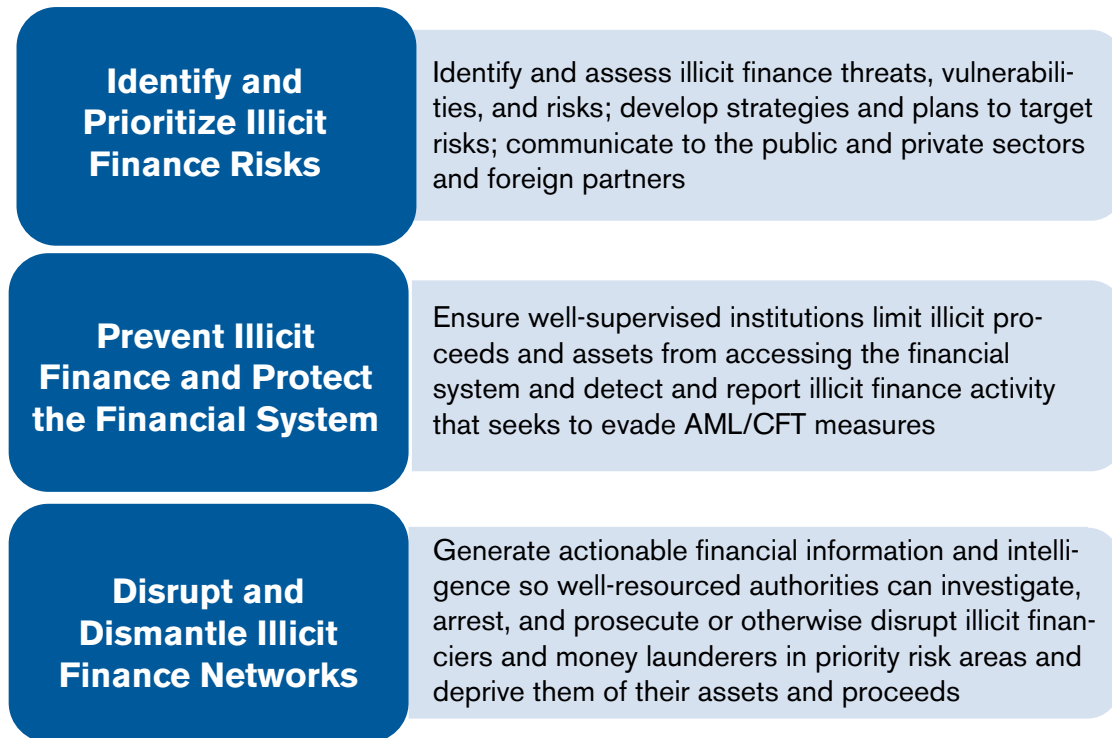 Identify and
Prioritize Illicit
Finance Risks
Identify and assess illicit finance threats, vulnerabili-
ties, and risks; develop strategies and plans to target
risks; communicate to the public and private sectors
and foreign partners
Prevent Illicit
Finance and Protect
the Financial System
Ensure well-supervised institutions limit illicit pro-
ceeds and assets from accessing the financial
system and detect and report illicit finance activity
that seeks to evade AML/CFT measures
Disrupt and
Dismantle Illicit
Finance Networks
Generate actionable financial information and intelli-
gence so well-resourced authorities can investigate,
arrest, and prosecute or otherwise disrupt illicit finan-
ciers and money launderers in priority risk areas and
deprive them of their assets and proceeds